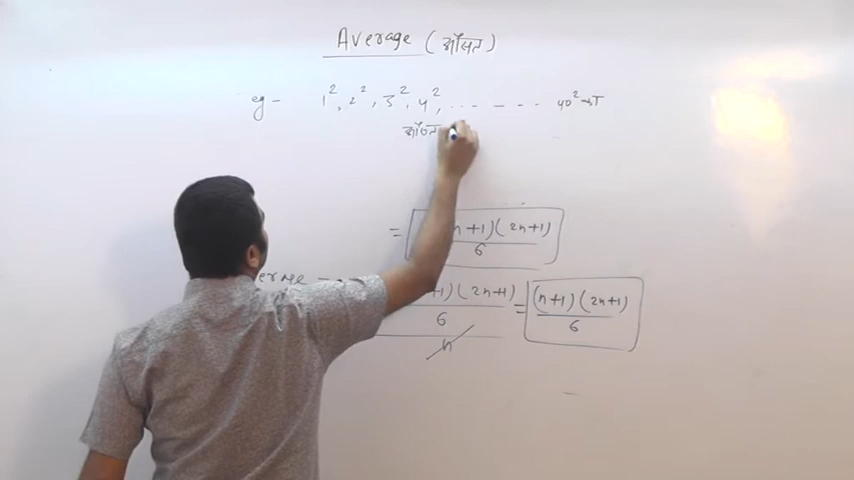 Average (औसत)
eg - 1², 2², 3², 4², ... - - - - 40² का
औसत
= n+1)(2n+1)
6
erage -
+1)(2n+1) = (n+1)(2n+1)
6 6
n